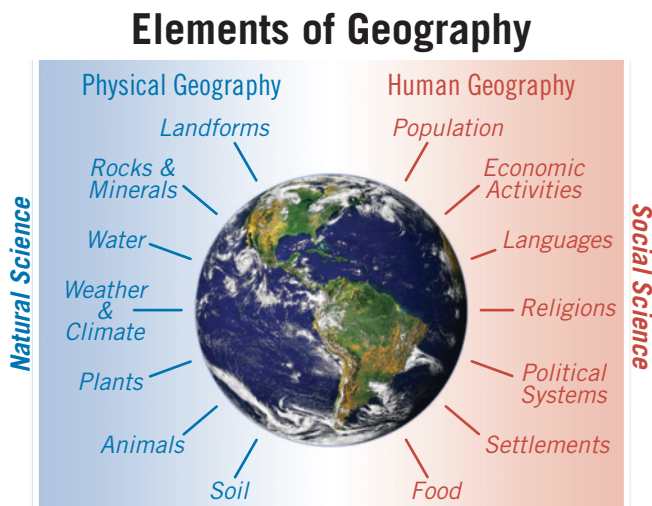 Elements of Geography
Physical Geography
Human Geography
Natural Science
Landforms
Rocks &
Minerals
Water
Weather
&
Climate
Plants
Animals
Soil
Population
Economic
Activities
Languages
Religions
Political
Systems
Settlements
Food
Social Science